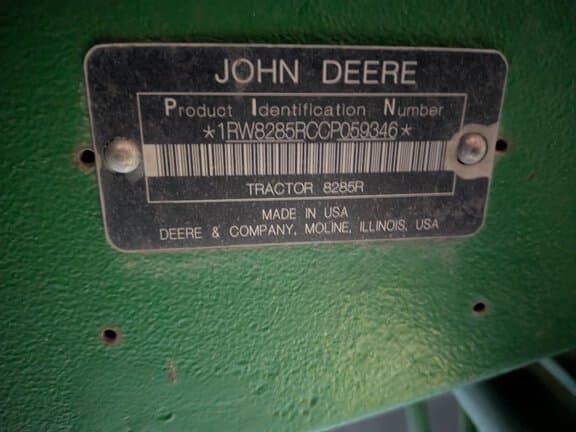 JOHN DEERE
Product Identification Number
*1RW8285RCCP059346*
TRACTOR 8285R
MADE IN USA
DEERE & COMPANY, MOLINE, ILLINOIS, USA